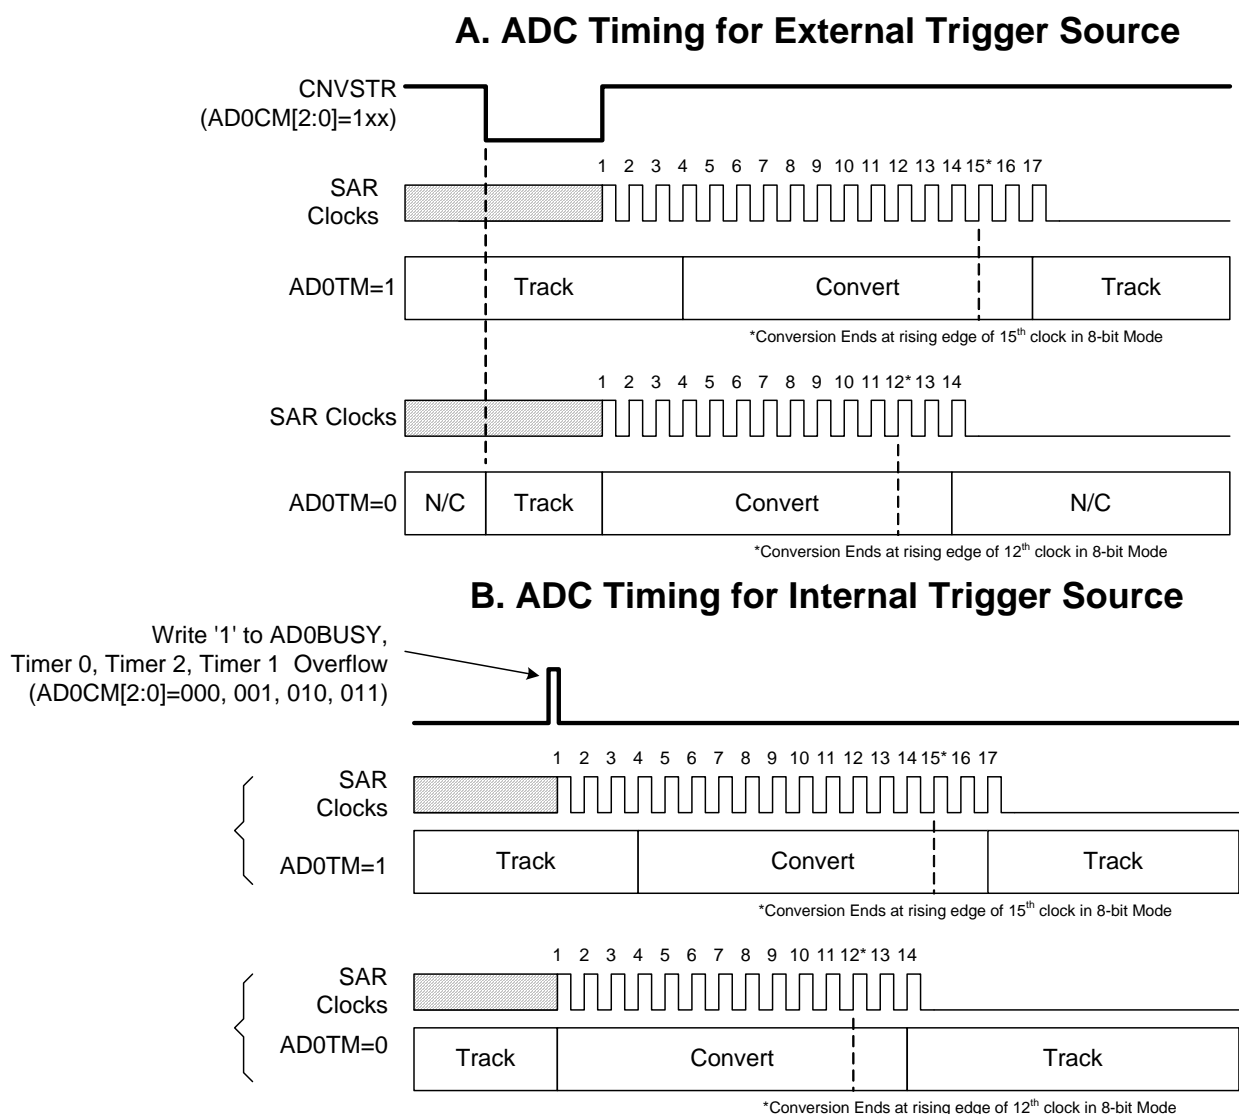 A. ADC Timing for External Trigger Source
CNVSTR
(AD0CM[2:0]=1xx)
1 2 3 4 5 6 7 8 9 10 11 12 13 14 15* 16 17
SAR
Clocks
AD0TM=1
Track
Convert
Track
*Conversion Ends at rising edge of 15th clock in 8-bit Mode
1 2 3 4 5 6 7 8 9 10 11 12* 13 14
SAR Clocks
AD0TM=0
N/C
Track
Convert
N/C
*Conversion Ends at rising edge of 12th clock in 8-bit Mode
B. ADC Timing for Internal Trigger Source
Write '1' to AD0BUSY,
Timer 0, Timer 2, Timer 1 Overflow
(AD0CM[2:0]=000, 001, 010, 011)
1 2 3 4 5 6 7 8 9 10 11 12 13 14 15* 16 17
SAR
Clocks
AD0TM=1
Track
Convert
Track
*Conversion Ends at rising edge of 15th clock in 8-bit Mode
1 2 3 4 5 6 7 8 9 10 11 12* 13 14
SAR
Clocks
AD0TM=0
Track
Convert
Track
*Conversion Ends at rising edge of 12th clock in 8-bit Mode